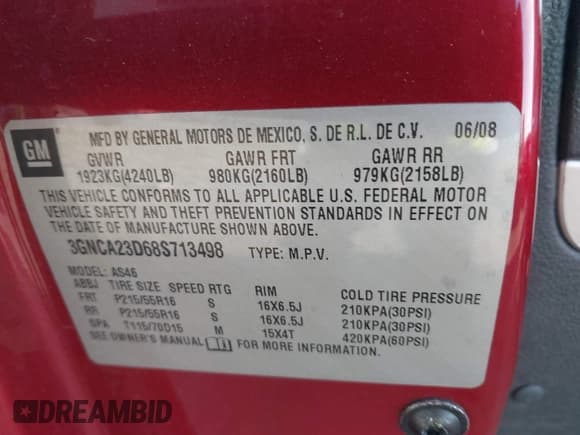 GM
MFD BY GENERAL MOTORS DE MEXICO, S. DE R.L. DE C.V. 06/08
GVWR GAWR FRT GAWR RR
1923KG(4240LB) 980KG(2160LB) 979KG(2158LB)
THIS VEHICLE CONFORMS TO ALL APPLICABLE U.S. FEDERAL MOTOR
VEHICLE SAFETY AND THEFT PREVENTION STANDARDS IN EFFECT ON
THE DATE OF MANUFACTURE SHOWN ABOVE.
3GNCA23D68S713498 TYPE: M.P.V.
MODEL: AS46
ABBJ TIRE SIZE SPEED RTG RIM COLD TIRE PRESSURE
FRT P215/55R16 S 16X6.5J 210KPA(30PSI)
RR P215/55R16 S 16X6.5J 210KPA(30PSI)
SPA T115/70D15 M 15X4T 420KPA(60PSI)
SEE OWNER'S MANUAL FOR MORE INFORMATION.
DREAMBID